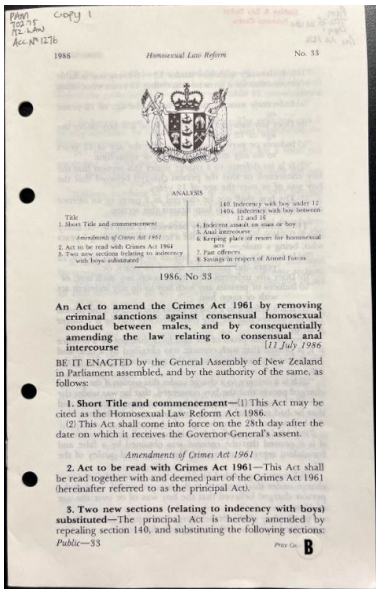 PAM
Copy 1
702.75
NZ LAW
Acc Nº 1276
1986
Homosexual Law Reform
No. 33
ANALYSIS
Title
1. Short Title and commencement
Amendments of Crimes Act 1961
2. Act to be read with Crimes Act 1961
3. Two new sections (relating to indecency
with boys) substituted
140. Indecency with boy under 12
140A. Indecency with boy between
12 and 16
4. Indecent assault on man or boy
5. Anal intercourse
6. Keeping place of resort for homosexual
acts
7. Past offences
8. Savings in respect of Armed Forces
1986, No 33
An Act to amend the Crimes Act 1961 by removing
criminal sanctions against consensual homosexual
conduct between males, and by consequentially
amending the law relating to consensual anal
intercourse [11 July 1986
BE IT ENACTED by the General Assembly of New Zealand
in Parliament assembled, and by the authority of the same, as
follows:
1. Short Title and commencement—(1) This Act may be
cited as the Homosexual Law Reform Act 1986.
(2) This Act shall come into force on the 28th day after the
date on which it receives the Governor-General's assent.
Amendments of Crimes Act 1961
2. Act to be read with Crimes Act 1961—This Act shall
be read together with and deemed part of the Crimes Act 1961
(hereinafter referred to as the principal Act).
3. Two new sections (relating to indecency with boys)
substituted—The principal Act is hereby amended by
repealing section 140, and substituting the following sections:
Public—33
Price Code B